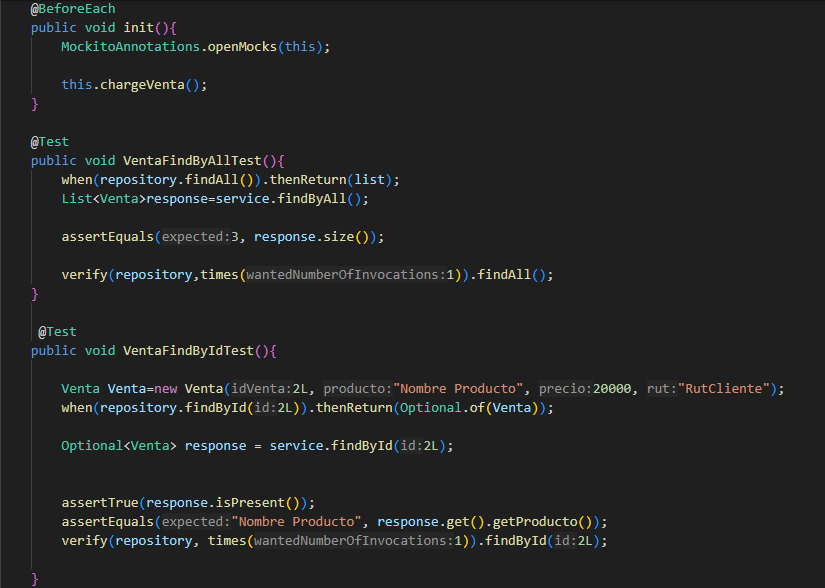 @BeforeEach
public void init(){
MockitoAnnotations.openMocks(this);
this.chargeVenta();
}
@Test
public void VentaFindByAllTest(){
when(repository.findAll()).thenReturn(list);
List<Venta>response=service.findByAll();
assertEquals(expected:3, response.size());
verify(repository,times(wantedNumberOfInvocations:1)).findAll();
}
@Test
public void VentaFindByIdTest(){
Venta Venta=new Venta(idVenta:2L, producto:"Nombre Producto", precio:20000, rut:"RutCliente");
when(repository.findById(id:2L)).thenReturn(Optional.of(Venta));
Optional<Venta> response = service.findById(id:2L);
assertTrue(response.isPresent());
assertEquals(expected:"Nombre Producto", response.get().getProducto());
verify(repository, times(wantedNumberOfInvocations:1)).findById(id:2L);
}